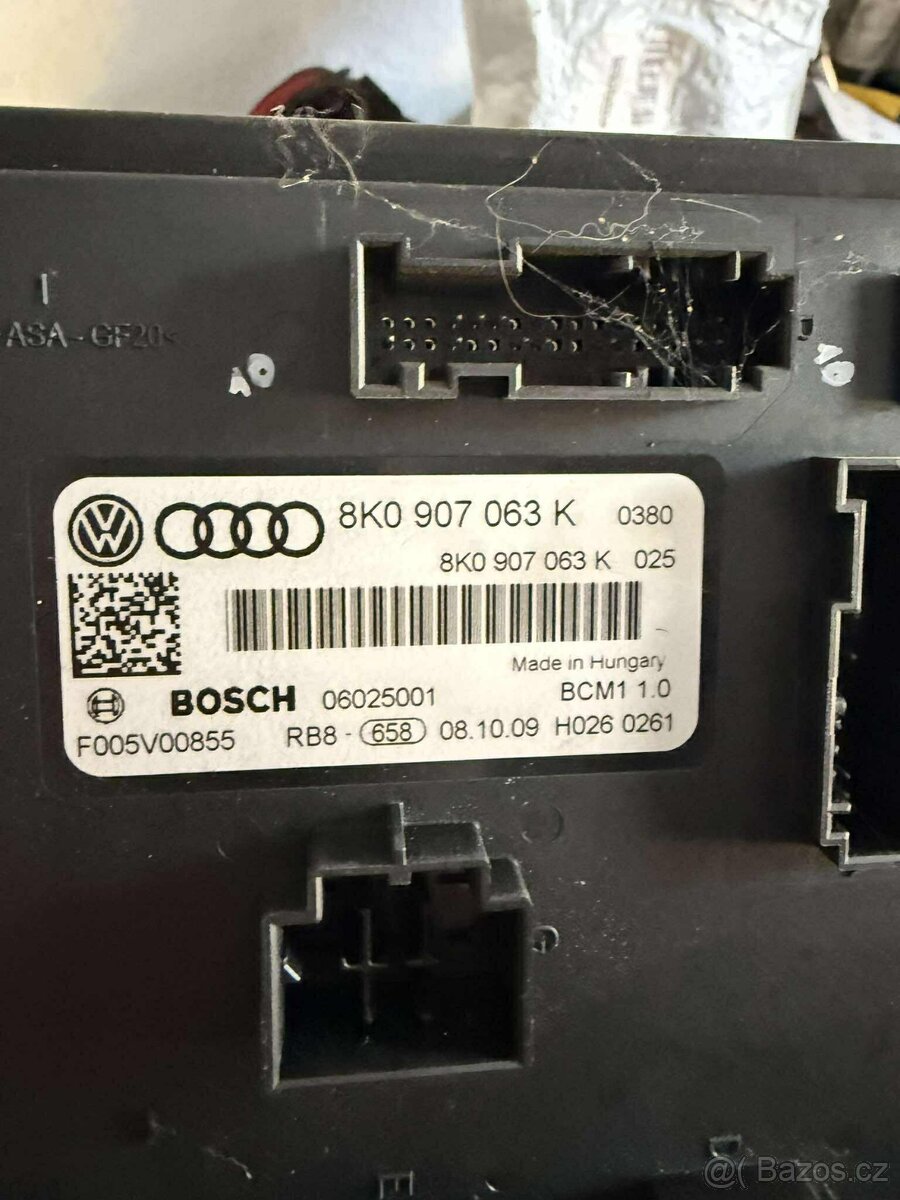 ASA-GF20<
8K0 907 063 K 0380
8K0 907 063 K 025
Made in Hungary
BOSCH 06025001 BCM1 1.0
F005V00855 RB8 - 658 08.10.09 H026 0261
A
D
A
G
E
D
@( Bazos.cz